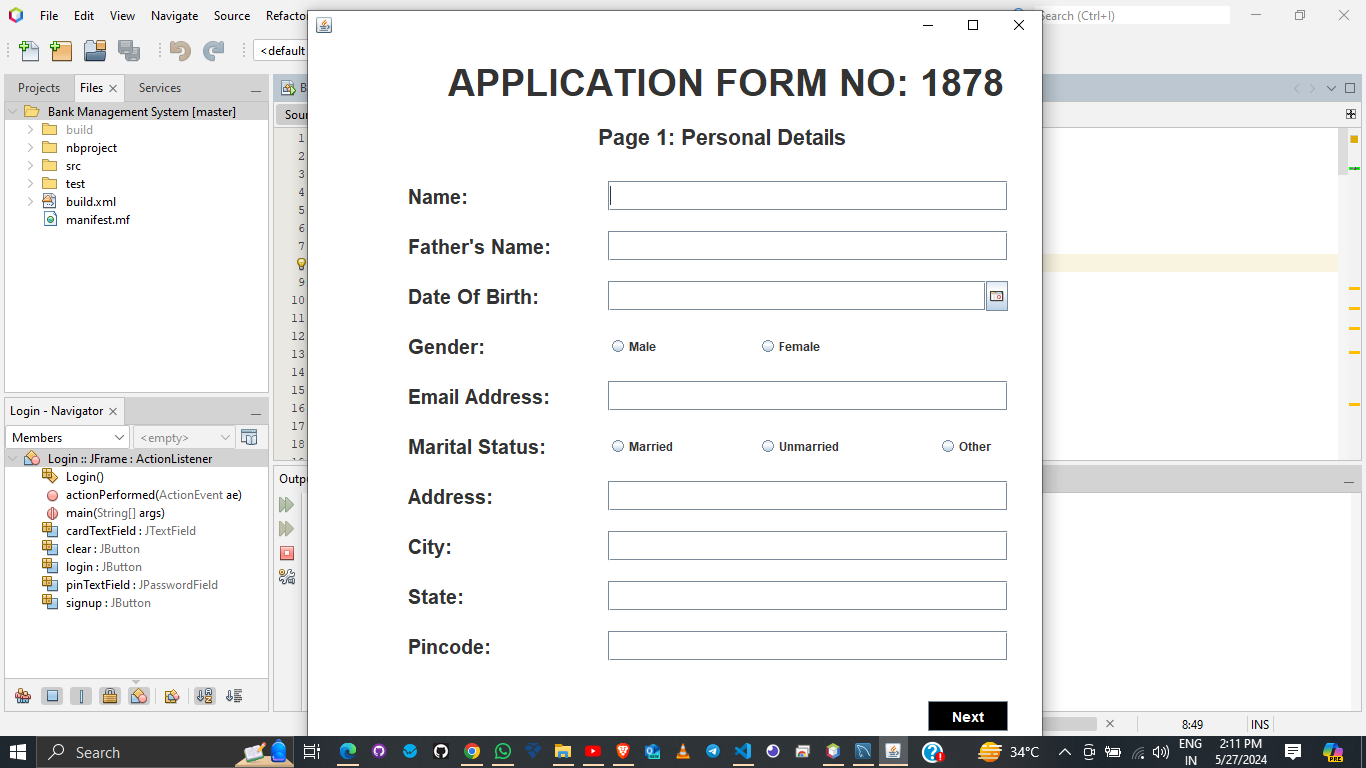 File Edit View Navigate Source Refacto
Search (Ctrl+I)
<default
Projects Files Services
Bank Management System [master]
build
nbproject
src
test
build.xml
manifest.mf
Login - Navigator
Members <empty>
Login :: JFrame : ActionListener
Login()
actionPerformed(ActionEvent ae)
main(String[] args)
cardTextField : JTextField
clear : JButton
login : JButton
pinTextField : JPasswordField
signup : JButton
B
Sour
1
2
3
4
5
6
7
9
10
11
12
13
14
15
16
17
18
Outpu
APPLICATION FORM NO: 1878
Page 1: Personal Details
Name:
Father's Name:
Date Of Birth:
Gender: Male Female
Email Address:
Marital Status: Married Unmarried Other
Address:
City:
State:
Pincode:
Next
8:49 INS
Search
34°C
ENG
IN
2:11 PM
5/27/2024
PRE